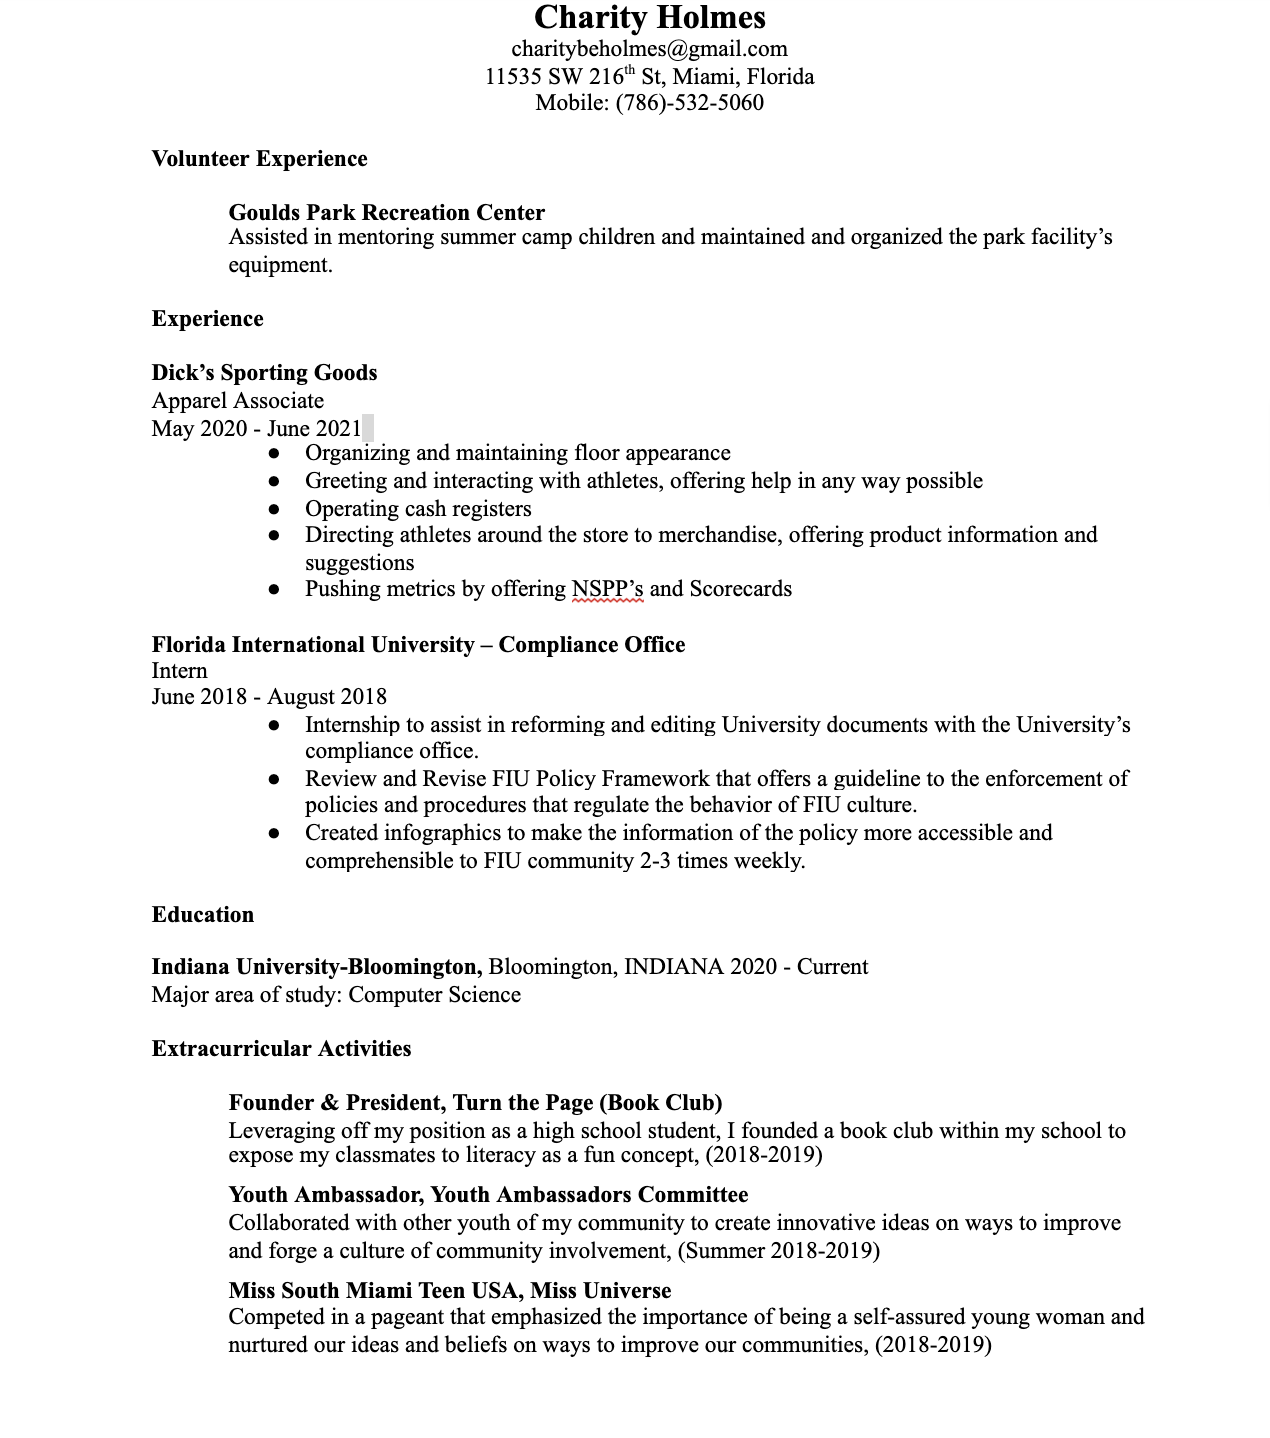 Charity Holmes
charitybeholmes@gmail.com
11535 SW 216th St, Miami, Florida
Mobile: (786)-532-5060
Volunteer Experience
Goulds Park Recreation Center
Assisted in mentoring summer camp children and maintained and organized the park facility’s
equipment.
Experience
Dick’s Sporting Goods
Apparel Associate
May 2020 - June 2021
● Organizing and maintaining floor appearance
● Greeting and interacting with athletes, offering help in any way possible
● Operating cash registers
● Directing athletes around the store to merchandise, offering product information and
suggestions
● Pushing metrics by offering NSPP’s and Scorecards
Florida International University – Compliance Office
Intern
June 2018 - August 2018
● Internship to assist in reforming and editing University documents with the University’s
compliance office.
● Review and Revise FIU Policy Framework that offers a guideline to the enforcement of
policies and procedures that regulate the behavior of FIU culture.
● Created infographics to make the information of the policy more accessible and
comprehensible to FIU community 2-3 times weekly.
Education
Indiana University-Bloomington, Bloomington, INDIANA 2020 - Current
Major area of study: Computer Science
Extracurricular Activities
Founder & President, Turn the Page (Book Club)
Leveraging off my position as a high school student, I founded a book club within my school to
expose my classmates to literacy as a fun concept, (2018-2019)
Youth Ambassador, Youth Ambassadors Committee
Collaborated with other youth of my community to create innovative ideas on ways to improve
and forge a culture of community involvement, (Summer 2018-2019)
Miss South Miami Teen USA, Miss Universe
Competed in a pageant that emphasized the importance of being a self-assured young woman and
nurtured our ideas and beliefs on ways to improve our communities, (2018-2019)